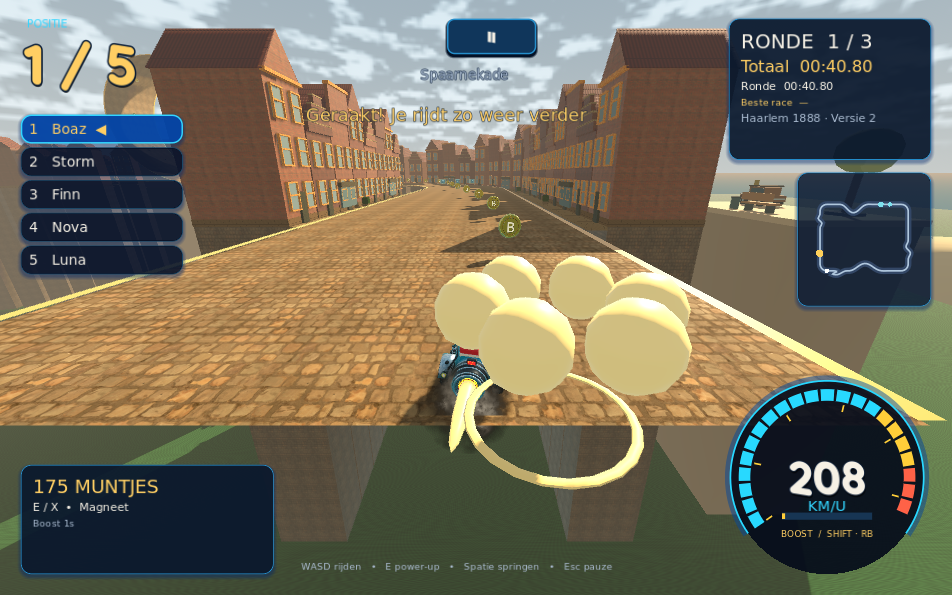 POSITIE
1 / 5
1 Boaz ◀
2 Storm
3 Finn
4 Nova
5 Luna
Spaarnekade
Geraakt! Je rijdt zo weer verder
RONDE 1 / 3
Totaal 00:40.80
Ronde 00:40.80
Beste race —
Haarlem 1888 · Versie 2
B
B
175 MUNTJES
E / X • Magneet
Boost 1s
208
KM/U
BOOST / SHIFT · RB
WASD rijden • E power-up • Spatie springen • Esc pauze